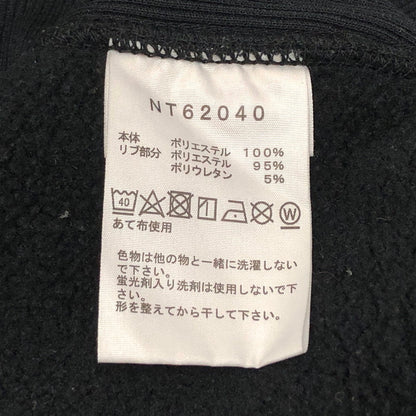 NT62040
本体 ポリエステル 100%
リブ部分 ポリエステル 95%
ポリウレタン 5%
40 W
あて布使用
色物は他の物と一緒に洗濯しない
で下さい。
蛍光剤入り洗剤は使用しないで下
さい。
形を整えてから干して下さい。